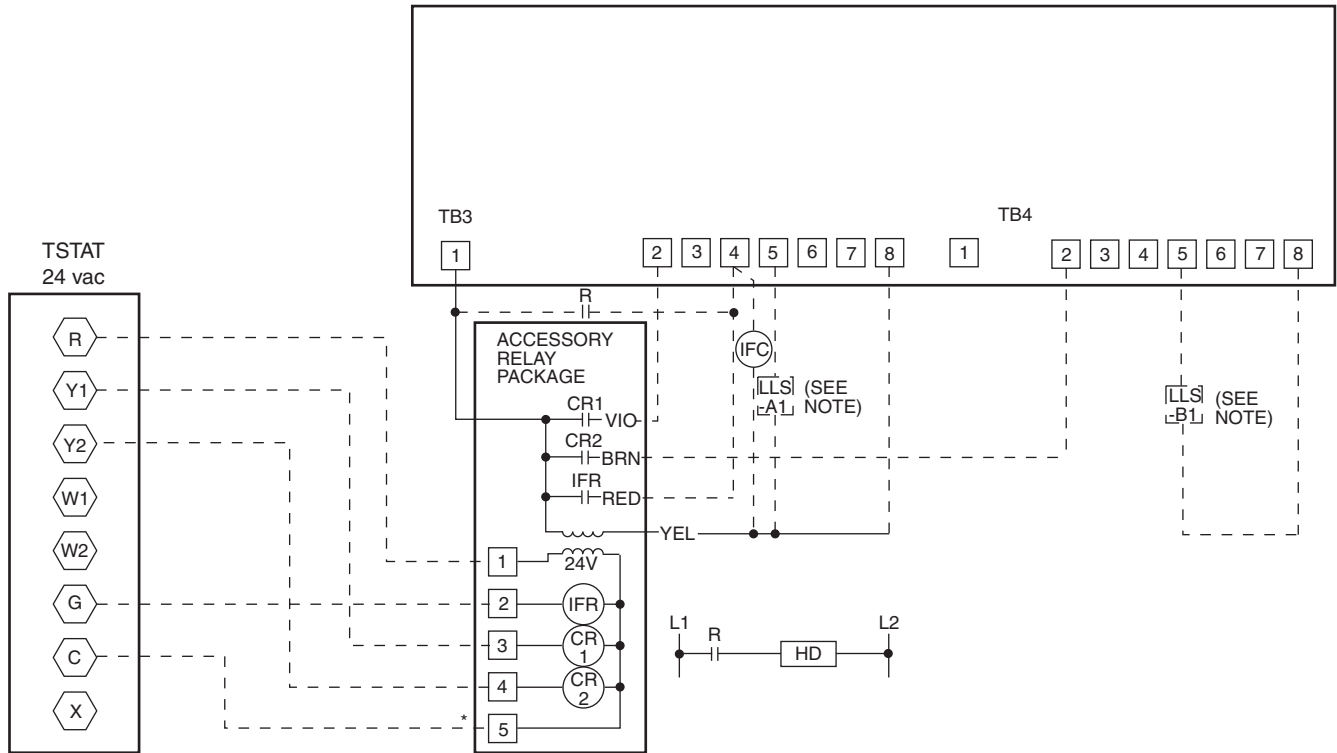 TB3
TB4
1
2
3
4
5
6
7
8
1
2
3
4
5
6
7
8
TSTAT
24 vac
R
Y1
Y2
W1
W2
G
C
X
R
ACCESSORY
RELAY
PACKAGE
CR1
VIO
CR2
BRN
IFR
RED
YEL
24V
1
2
IFR
3
CR
1
4
CR
2
*
5
IFC
LLS (SEE
-A1 NOTE)
LLS (SEE
-B1 NOTE)
L1
R
HD
L2